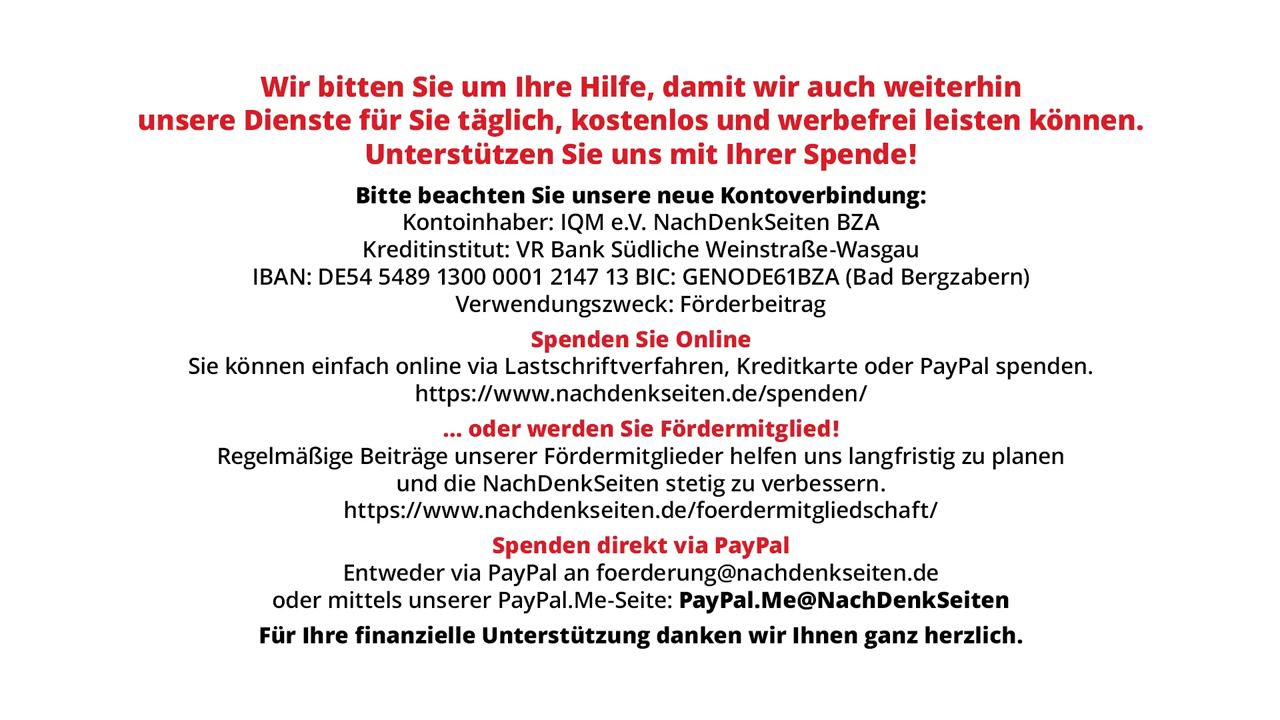 Wir bitten Sie um Ihre Hilfe, damit wir auch weiterhin
unsere Dienste für Sie täglich, kostenlos und werbefrei leisten können.
Unterstützen Sie uns mit Ihrer Spende!
Bitte beachten Sie unsere neue Kontoverbindung:
Kontoinhaber: IQM e.V. NachDenkSeiten BZA
Kreditinstitut: VR Bank Südliche Weinstraße-Wasgau
IBAN: DE54 5489 1300 0001 2147 13 BIC: GENODE61BZA (Bad Bergzabern)
Verwendungszweck: Förderbeitrag
Spenden Sie Online
Sie können einfach online via Lastschriftverfahren, Kreditkarte oder PayPal spenden.
https://www.nachdenkseiten.de/spenden/
... oder werden Sie Fördermitglied!
Regelmäßige Beiträge unserer Fördermitglieder helfen uns langfristig zu planen
und die NachDenkSeiten stetig zu verbessern.
https://www.nachdenkseiten.de/foerdermitgliedschaft/
Spenden direkt via PayPal
Entweder via PayPal an foerderung@nachdenkseiten.de
oder mittels unserer PayPal.Me-Seite: PayPal.Me@NachDenkSeiten
Für Ihre finanzielle Unterstützung danken wir Ihnen ganz herzlich.